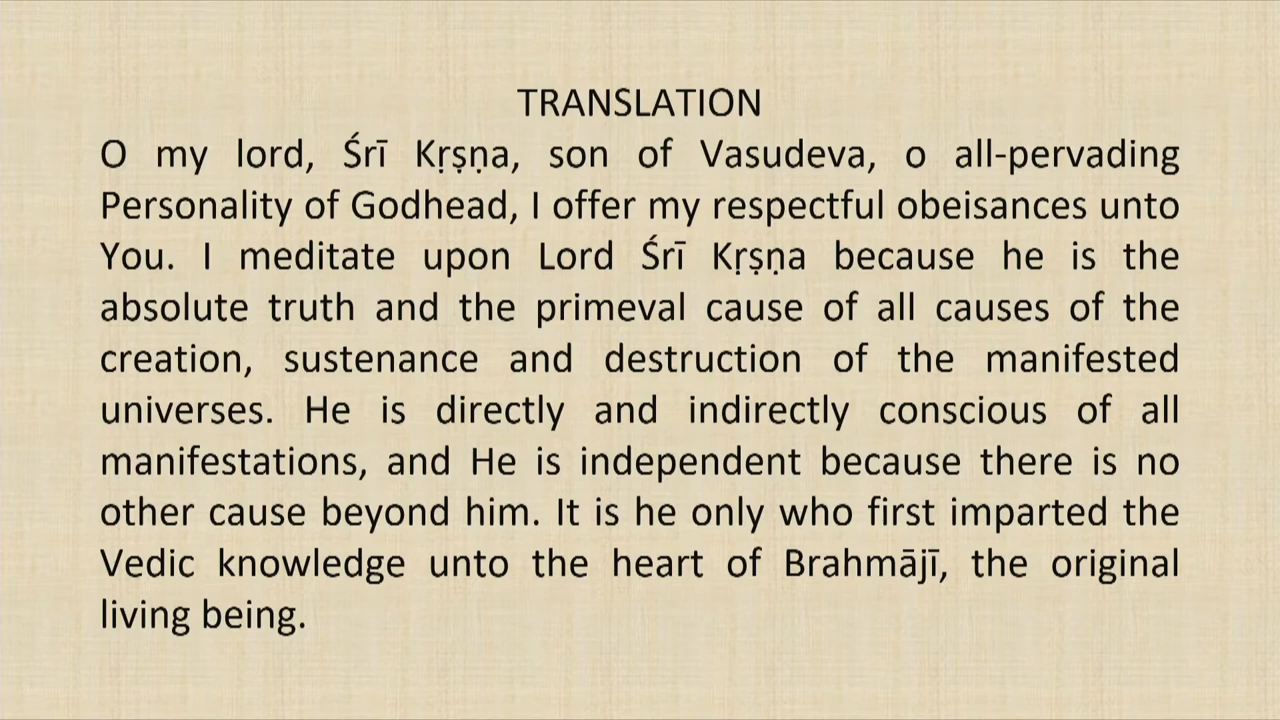 TRANSLATION
O my lord, Śrī Kṛṣṇa, son of Vasudeva, o all-pervading
Personality of Godhead, I offer my respectful obeisances unto
You. I meditate upon Lord Śrī Kṛṣṇa because he is the
absolute truth and the primeval cause of all causes of the
creation, sustenance and destruction of the manifested
universes. He is directly and indirectly conscious of all
manifestations, and He is independent because there is no
other cause beyond him. It is he only who first imparted the
Vedic knowledge unto the heart of Brahmājī, the original
living being.